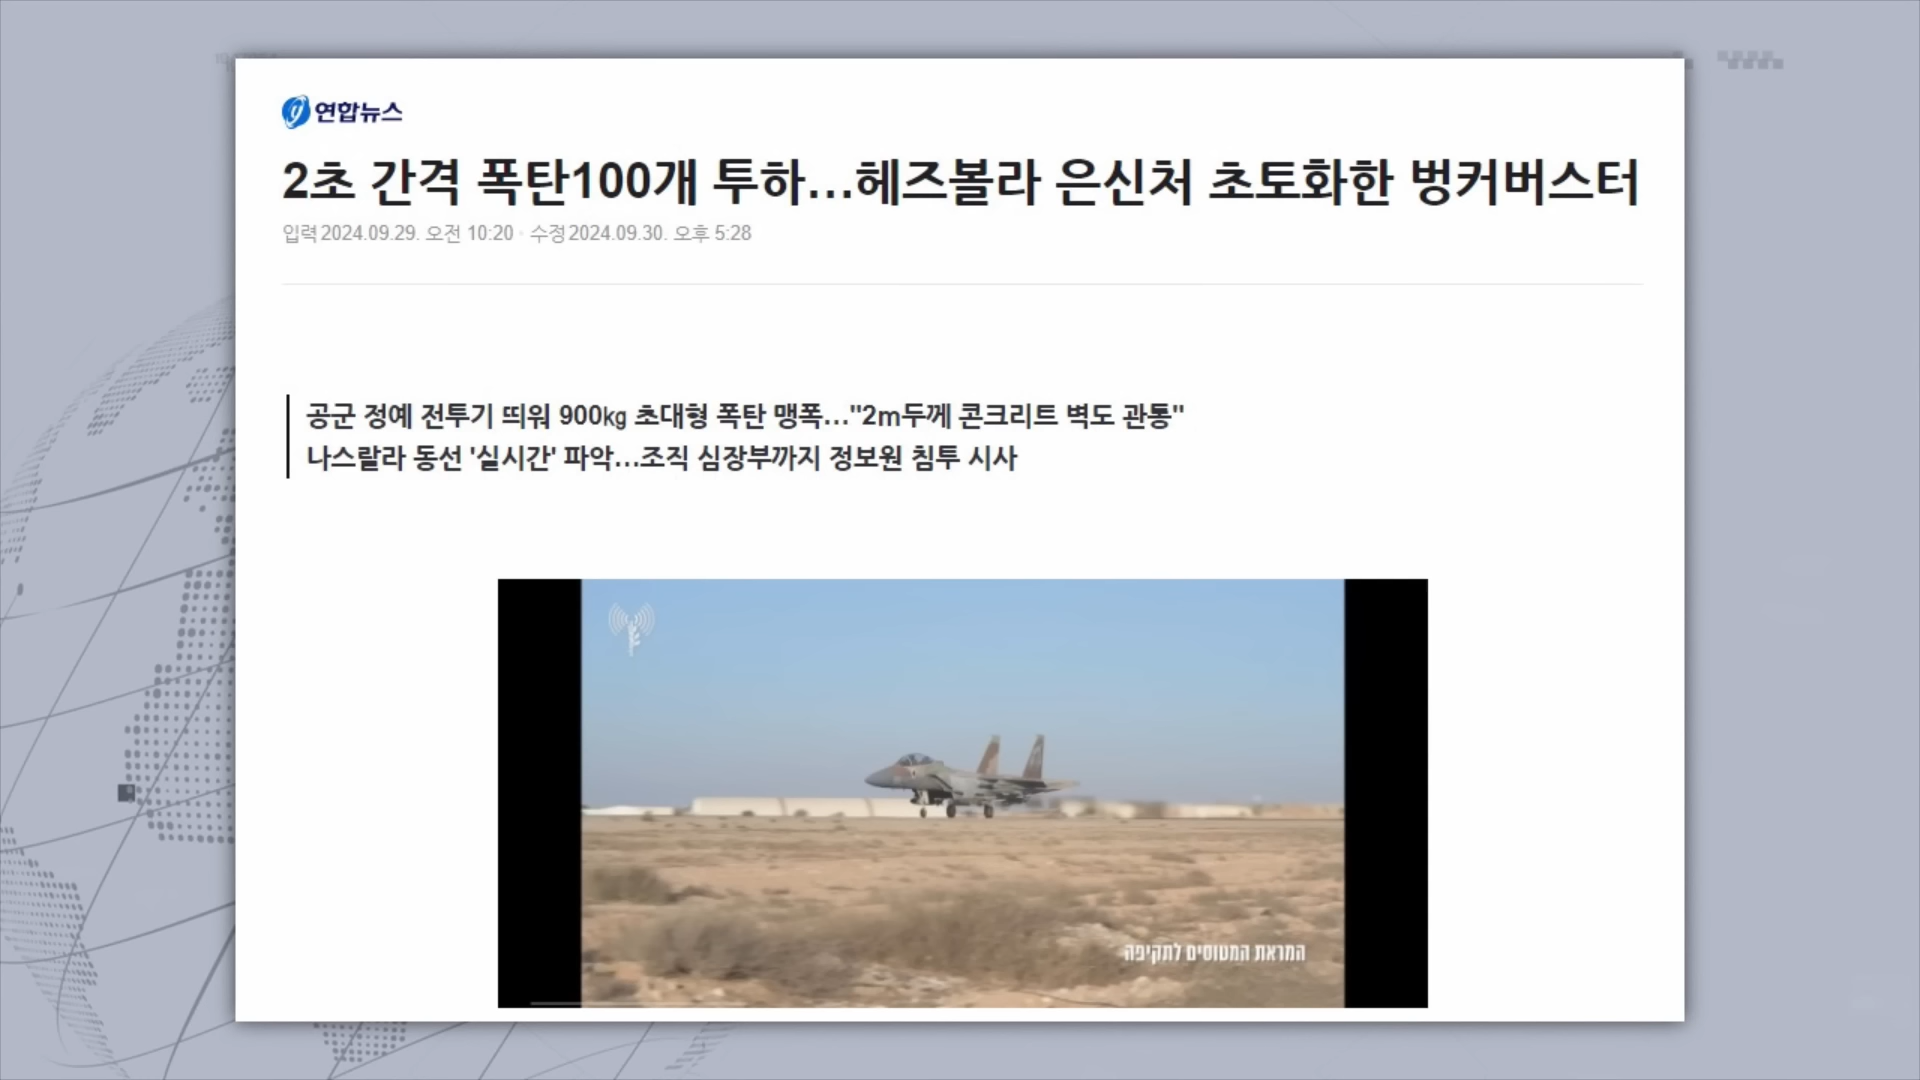 연합뉴스
2초 간격 폭탄100개 투하...헤즈볼라 은신처 초토화한 벙커버스터
입력 2024.09.29. 오전 10:20 · 수정 2024.09.30. 오후 5:28
공군 정예 전투기 띄워 900㎏ 초대형 폭탄 맹폭..."2m두께 콘크리트 벽도 관통"
나스랄라 동선 '실시간' 파악...조직 심장부까지 정보원 침투 시사
המראת המטוסים לתקיפה